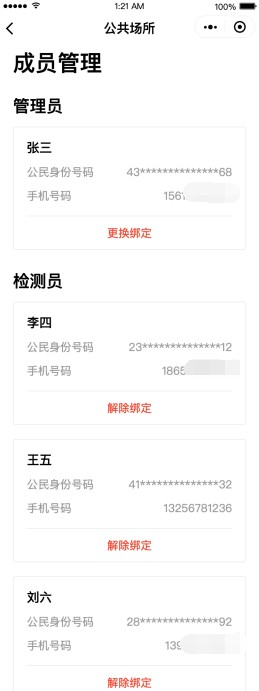 1:21 AM 100%
公共场所
成员管理
管理员
张三
公民身份号码 43**************68
手机号码 156
更换绑定
检测员
李四
公民身份号码 23**************12
手机号码 1865
解除绑定
王五
公民身份号码 41**************32
手机号码 13256781236
解除绑定
刘六
公民身份号码 28**************92
手机号码 139
解除绑定